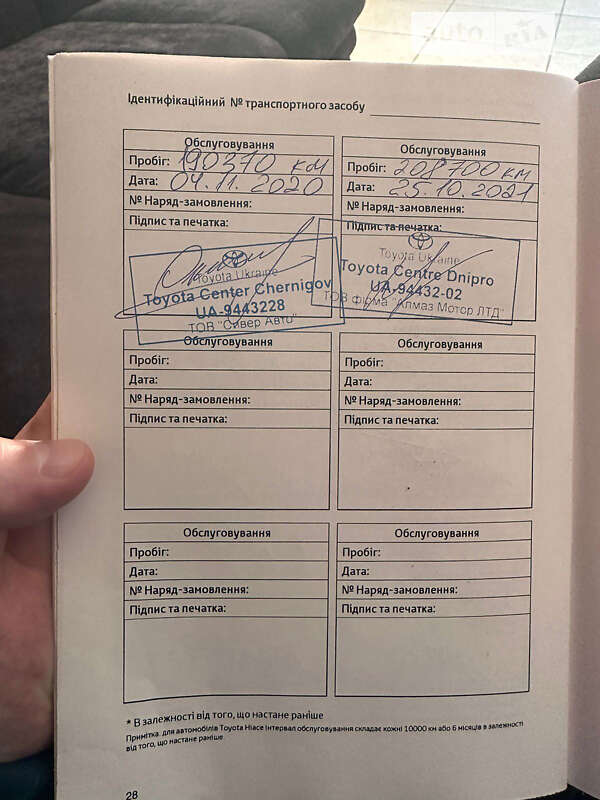 Ідентифікаційний № транспортного засобу
Обслуговування
Пробіг: 190370 км
Дата: 04.11.2020
№ Наряд-замовлення:
Підпис та печатка:
Toyota Ukraine
Toyota Center Chernigov
UA-9443228
ТОВ "Сівер Авто"
Обслуговування
Пробіг: 208700 км
Дата: 25.10.2021
№ Наряд-замовлення:
Підпис та печатка:
Toyota Ukraine
Toyota Centre Dnipro
UA-94432-02
ТОВ фірма "Алмаз Мотор ЛТД"
Обслуговування
Пробіг:
Дата:
№ Наряд-замовлення:
Підпис та печатка:
Обслуговування
Пробіг:
Дата:
№ Наряд-замовлення:
Підпис та печатка:
Обслуговування
Пробіг:
Дата:
№ Наряд-замовлення:
Підпис та печатка:
Обслуговування
Пробіг:
Дата:
№ Наряд-замовлення:
Підпис та печатка:
* В залежності від того, що настане раніше
Примітка: для автомобілів Toyota Hiace інтервал обслуговування складає кожні 10000 км або 6 місяців в залежності
від того, що настане раніше.
28